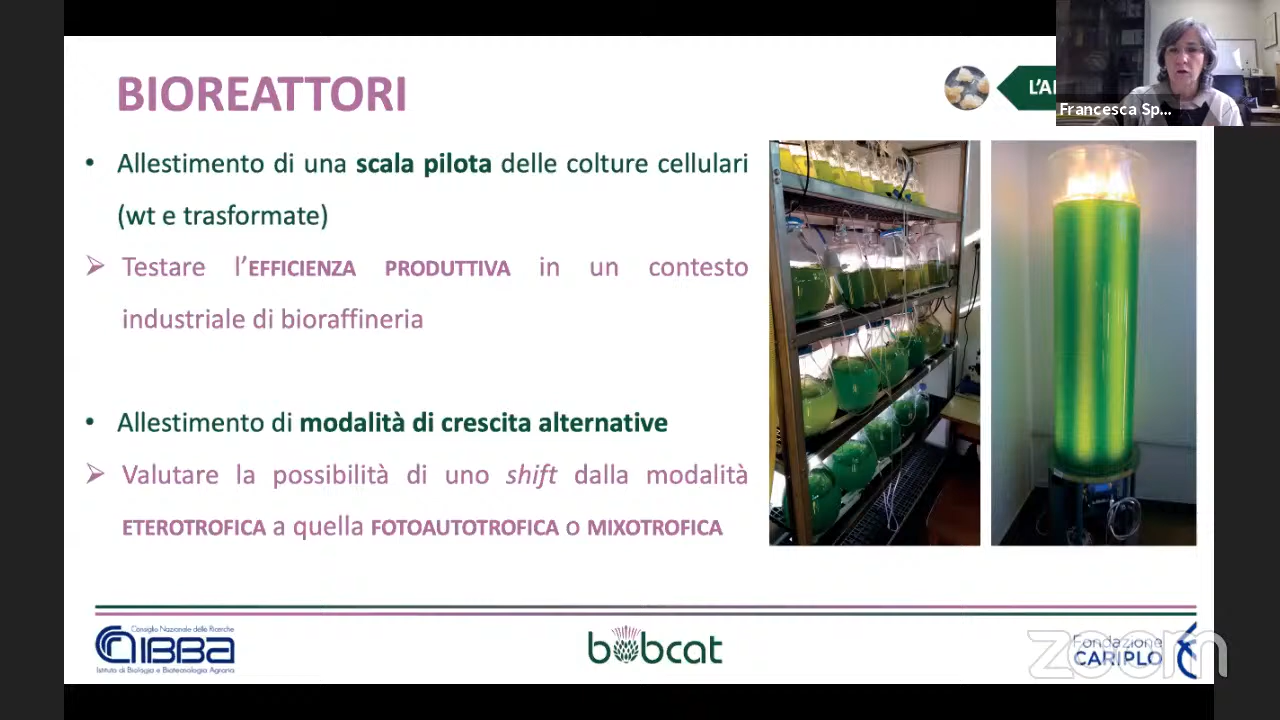 BIOREATTORI
L'A
Francesca Sp...
• Allestimento di una scala pilota delle colture cellulari
(wt e trasformate)
➢ Testare l'EFFICIENZA PRODUTTIVA in un contesto
industriale di bioraffineria
• Allestimento di modalità di crescita alternative
➢ Valutare la possibilità di uno shift dalla modalità
ETEROTROFICA a quella FOTOAUTOTROFICA o MIXOTROFICA
Consiglio Nazionale delle Ricerche
IBBA
Istituto di Biologia e Biotecnologia Agraria
bobcat
Fondazione
CARIPLO
zoom